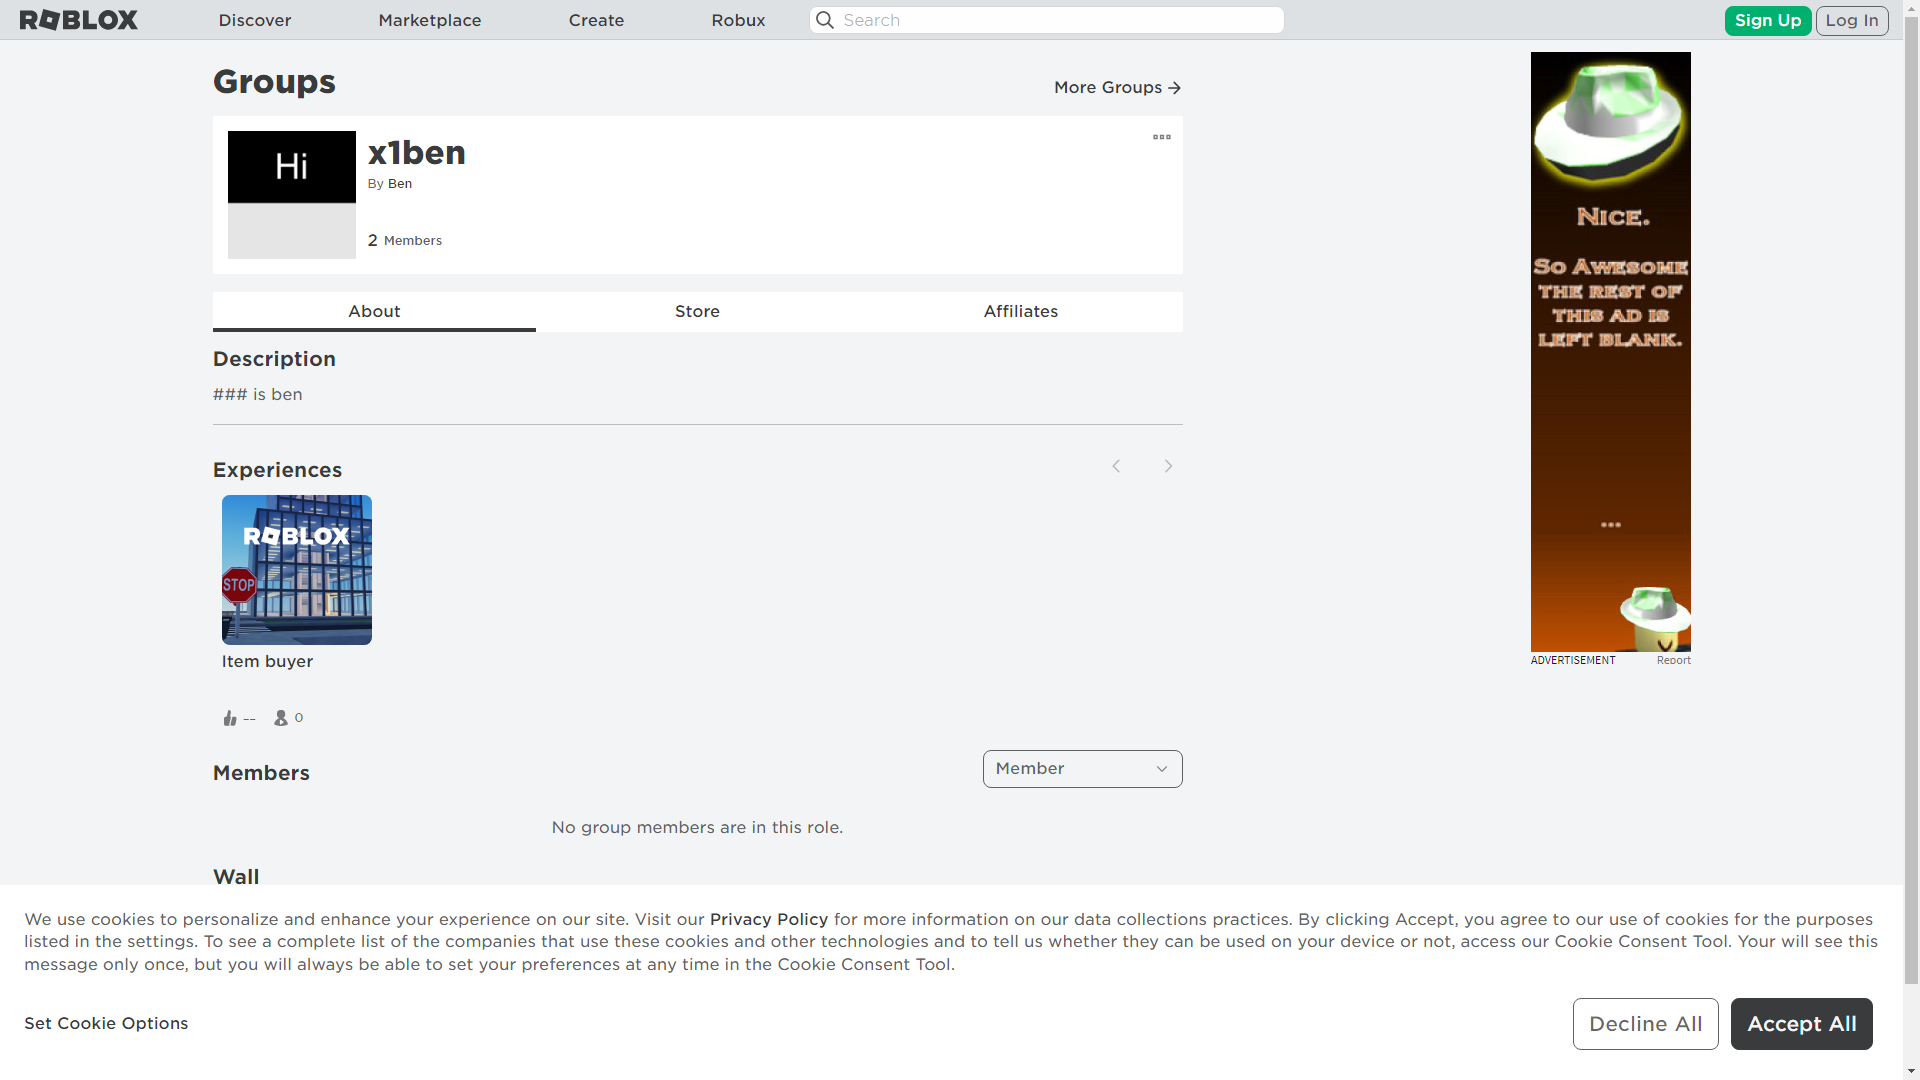 ROBLOX Discover Marketplace Create Robux Search Sign Up Log In
Groups
More Groups
Hi
x1ben
By Ben
2 Members
About Store Affiliates
Description
### is ben
Experiences
ROBLOX
STOP
Item buyer
-- 0
Members
Member
No group members are in this role.
Wall
NICE.
SO AWESOME
THE REST OF
THIS AD IS
LEFT BLANK.
...
ADVERTISEMENT Report
We use cookies to personalize and enhance your experience on our site. Visit our Privacy Policy for more information on our data collections practices. By clicking Accept, you agree to our use of cookies for the purposes
listed in the settings. To see a complete list of the companies that use these cookies and other technologies and to tell us whether they can be used on your device or not, access our Cookie Consent Tool. Your will see this
message only once, but you will always be able to set your preferences at any time in the Cookie Consent Tool.
Set Cookie Options
Decline All
Accept All